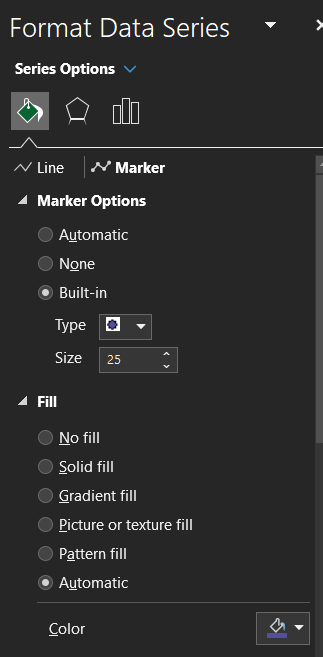 Format Data Series
Series Options
Line
Marker
Marker Options
Automatic
None
Built-in
Type
Size 25
Fill
No fill
Solid fill
Gradient fill
Picture or texture fill
Pattern fill
Automatic
Color